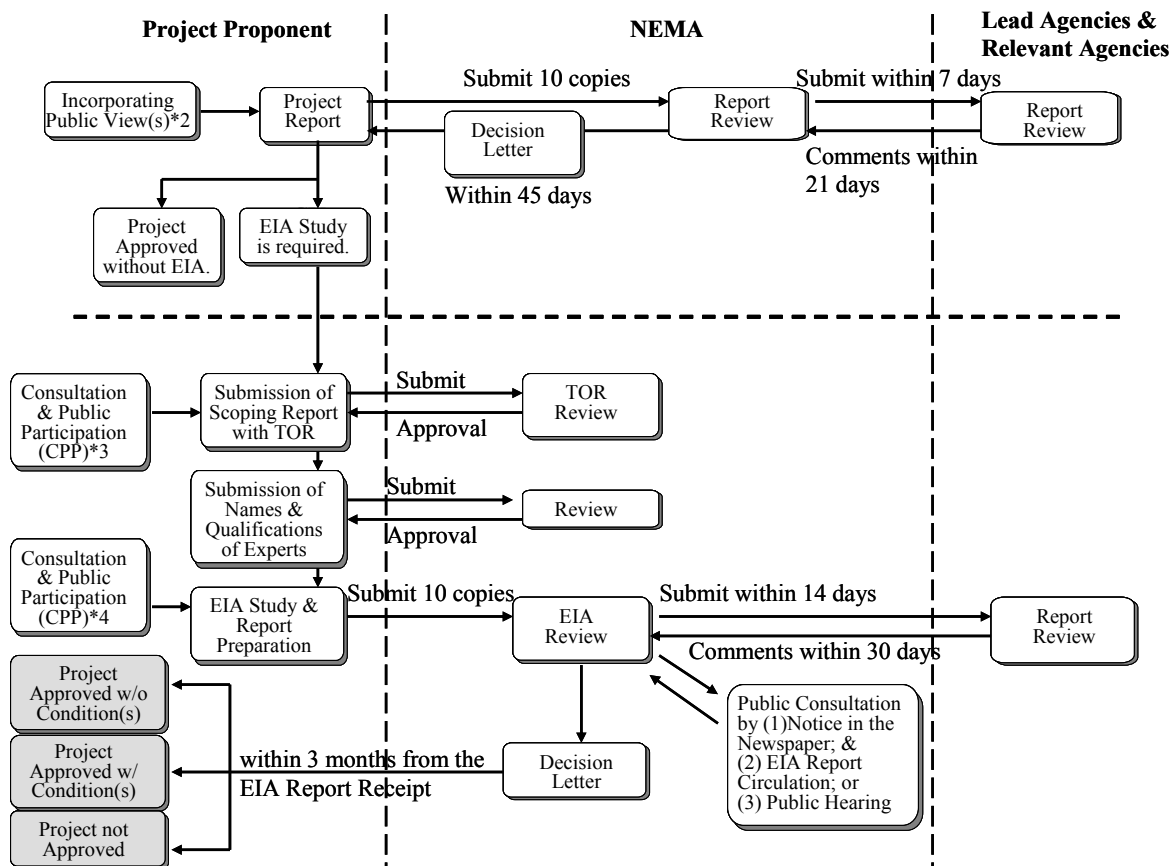 Project Proponent
NEMA
Lead Agencies &
Relevant Agencies
Incorporating
Public View(s)*2
Project
Report
Submit 10 copies
Decision
Letter
Within 45 days
Report
Review
Submit within 7 days
Comments within
21 days
Report
Review
Project
Approved
without EIA.
EIA Study
is required.
Consultation
& Public
Participation
(CPP)*3
Submission of
Scoping Report
with TOR
Submit
Approval
TOR
Review
Submission of
Names &
Qualifications
of Experts
Submit
Approval
Review
Consultation
& Public
Participation
(CPP)*4
EIA Study &
Report
Preparation
Submit 10 copies
EIA
Review
Submit within 14 days
Comments within 30 days
Report
Review
Public Consultation
by (1)Notice in the
Newspaper; &
(2) EIA Report
Circulation; or
(3) Public Hearing
Decision
Letter
within 3 months from the
EIA Report Receipt
Project
Approved w/o
Condition(s)
Project
Approved w/
Condition(s)
Project not
Approved